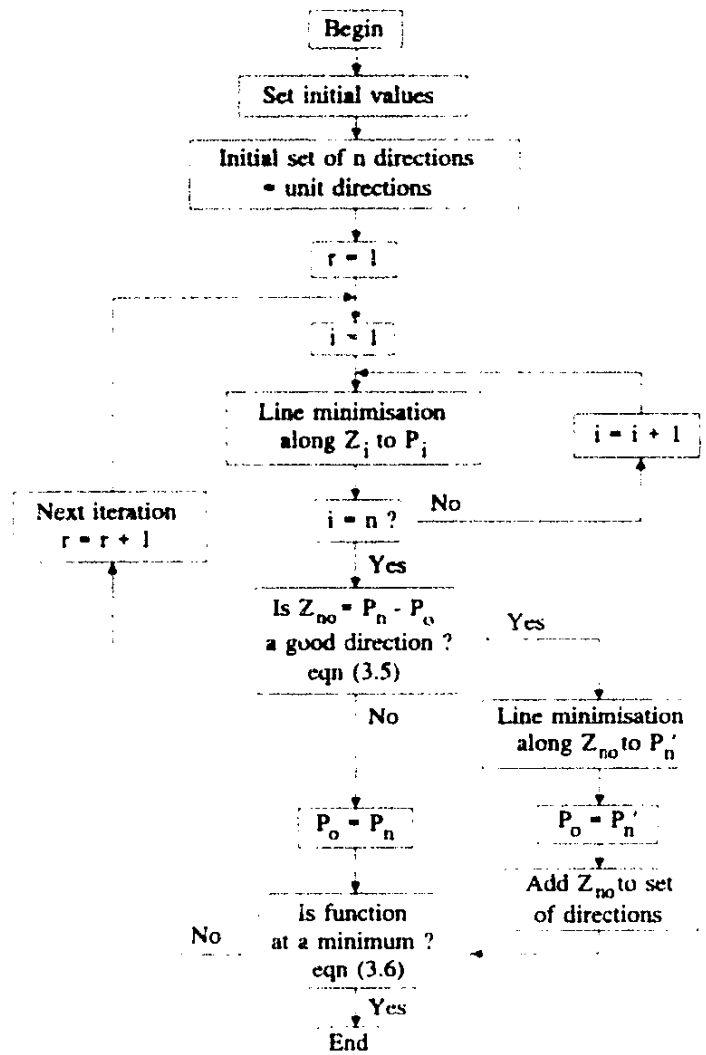 Begin
Set initial values
Initial set of n directions
= unit directions
r = 1
i = 1
Line minimisation
along Z_i to P_i
i = i + 1
Next iteration
r = r + 1
i = n ?
No
Yes
Is Z_no = P_n - P_o
a good direction ?
eqn (3.5)
Yes
No
Line minimisation
along Z_no to P_n'
P_o = P_n
P_o = P_n'
Add Z_no to set
of directions
Is function
at a minimum ?
eqn (3.6)
No
Yes
End